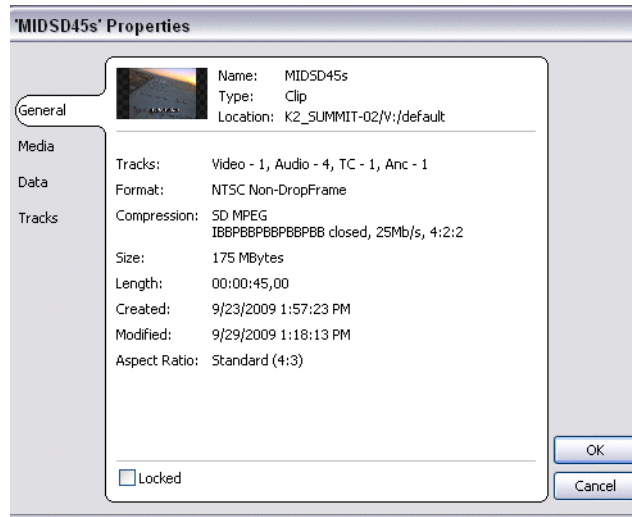 'MIDSD45s' Properties
General
Media
Data
Tracks
Name: MIDSD45s
Type: Clip
Location: K2_SUMMIT-02/V:/default
Tracks: Video - 1, Audio - 4, TC - 1, Anc - 1
Format: NTSC Non-DropFrame
Compression: SD MPEG
IBBPBBPBBPBBPBB closed, 25Mb/s, 4:2:2
Size: 175 MBytes
Length: 00:00:45,00
Created: 9/23/2009 1:57:23 PM
Modified: 9/29/2009 1:18:13 PM
Aspect Ratio: Standard (4:3)
Locked
OK
Cancel